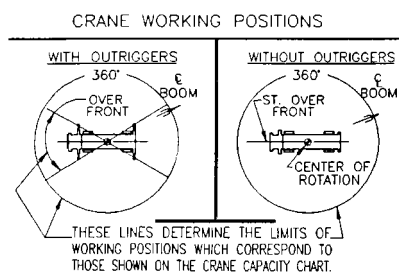 CRANE WORKING POSITIONS
WITH OUTRIGGERS
360°
℄
BOOM
OVER
FRONT
WITHOUT OUTRIGGERS
360°
℄
BOOM
ST. OVER
FRONT
CENTER OF
ROTATION
THESE LINES DETERMINE THE LIMITS OF
WORKING POSITIONS WHICH CORRESPOND TO
THOSE SHOWN ON THE CRANE CAPACITY CHART.